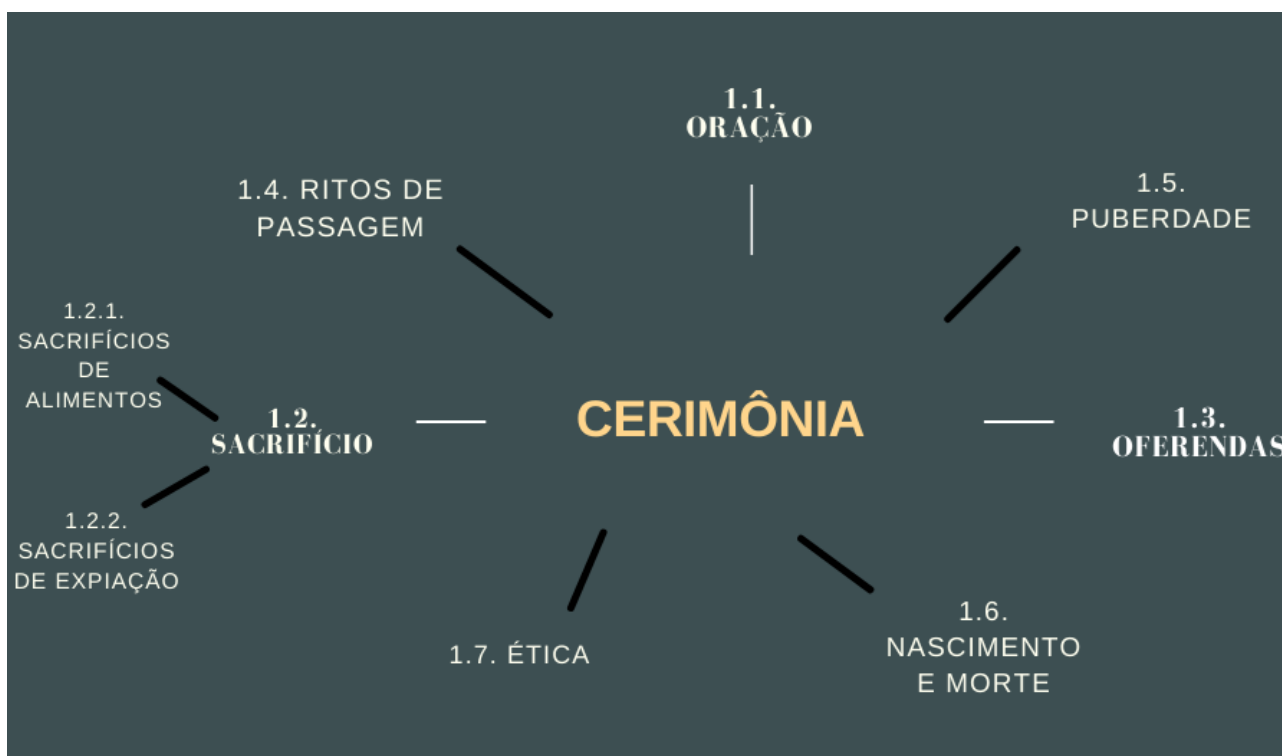 1.1.
ORAÇÃO
1.4. RITOS DE
PASSAGEM
1.5.
PUBERDADE
1.2.1.
SACRIFÍCIOS
DE
ALIMENTOS
1.2.
SACRIFÍCIO
CERIMÔNIA
1.3.
OFERENDAS
1.2.2.
SACRIFÍCIOS
DE EXPIAÇÃO
1.7. ÉTICA
1.6.
NASCIMENTO
E MORTE